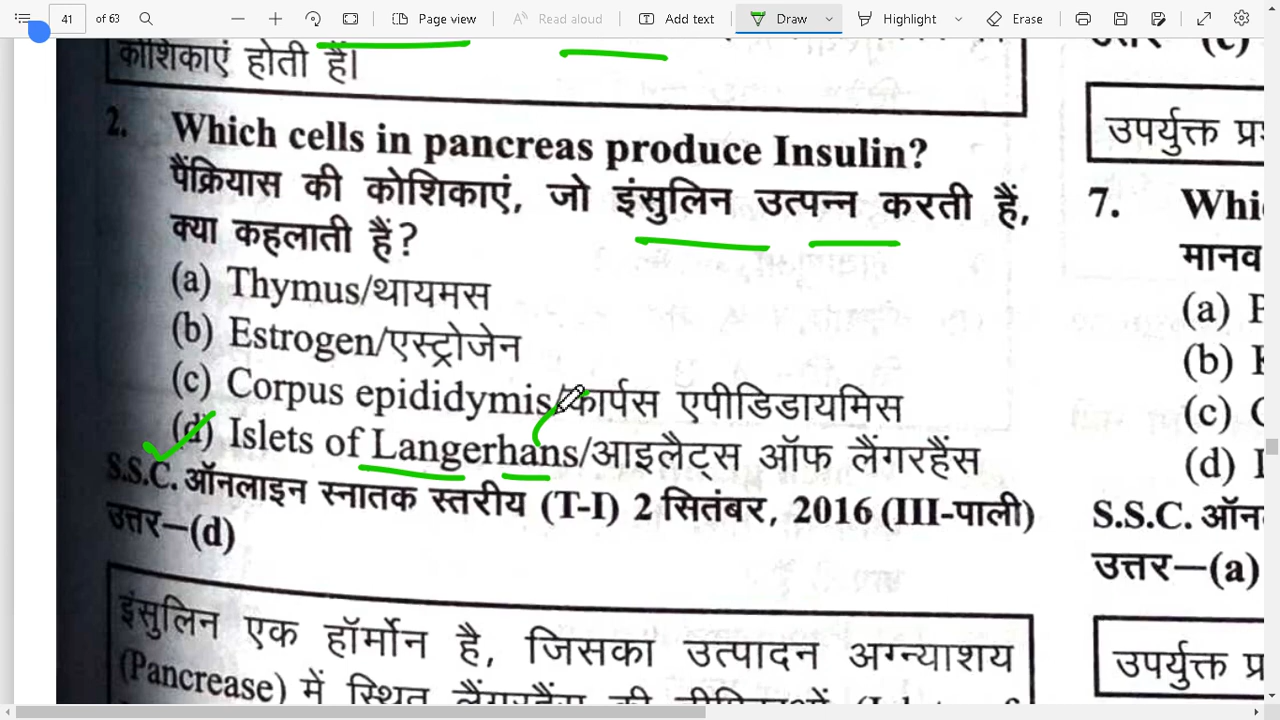 41
of 63
Page view
Read aloud
Add text
Draw
Highlight
Erase
कोशिकाएं होती हैं।
2. Which cells in pancreas produce Insulin?
पैंक्रियास की कोशिकाएं, जो इंसुलिन उत्पन्न करती हैं,
क्या कहलाती हैं?
(a) Thymus/थायमस
(b) Estrogen/एस्ट्रोजेन
(c) Corpus epididymis/कार्पस एपीडिडायमिस
(d) Islets of Langerhans/आइलैट्स ऑफ लैंगरहैंस
S.S.C. ऑनलाइन स्नातक स्तरीय (T-I) 2 सितंबर, 2016 (III-पाली)
उत्तर—(d)
इंसुलिन एक हॉर्मोन है, जिसका उत्पादन अग्न्याशय
(Pancrease) में स्थित लैंगरहैंस की
उपर्युक्त
7. Whi
मानव
(a)
(b)
(c)
(d)
S.S.C.
उत्तर—(a)
उपर्युक्त